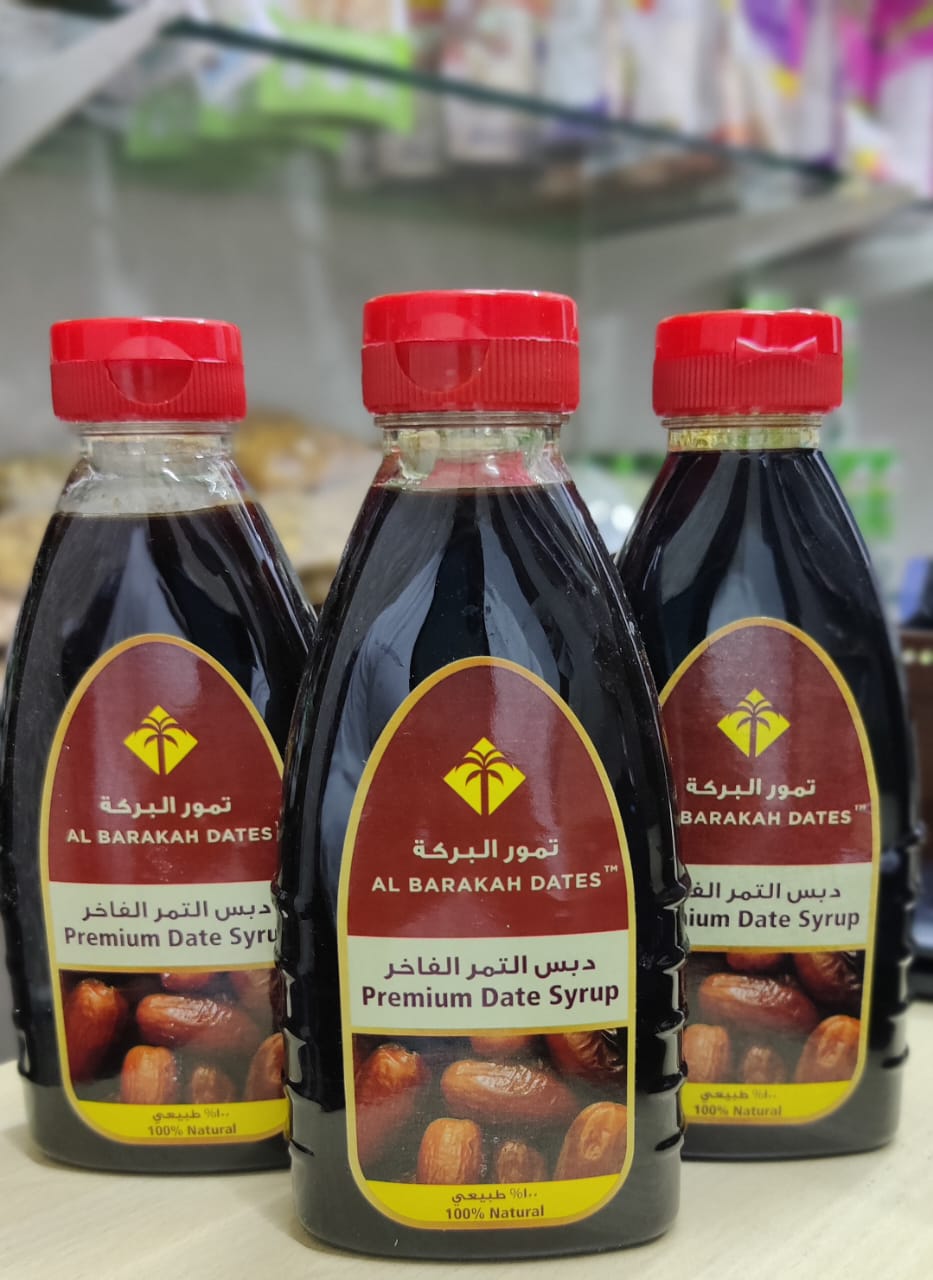 تمور البركة
AL BARAKAH DATES
دبس التمر الفاخر
Premium Date Syru
١٠٠% طبيعي
100% Natural
تمور البركة
AL BARAKAH DATES™
دبس التمر الفاخر
Premium Date Syrup
١٠٠% طبيعي
100% Natural
تمور البركة
BARAKAH DATES™
دبس التمر الفا
ium Date Syrup
١٠٠% طبيعي
100% Natural